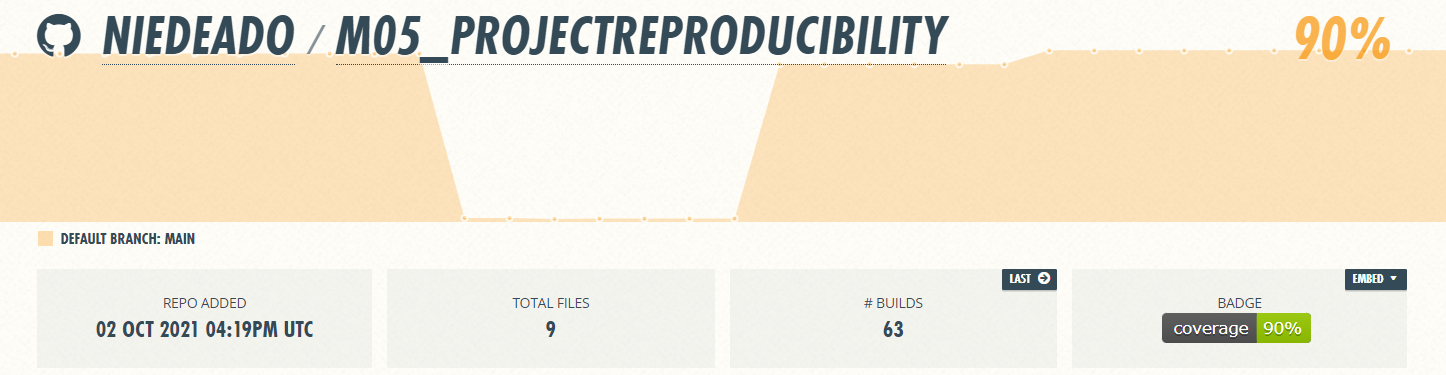 NIEDEADO / M05_PROJECTREPRODUCIBILITY 90%
DEFAULT BRANCH: MAIN
LAST EMBED
REPO ADDED TOTAL FILES # BUILDS BADGE
02 OCT 2021 04:19PM UTC 9 63 coverage 90%